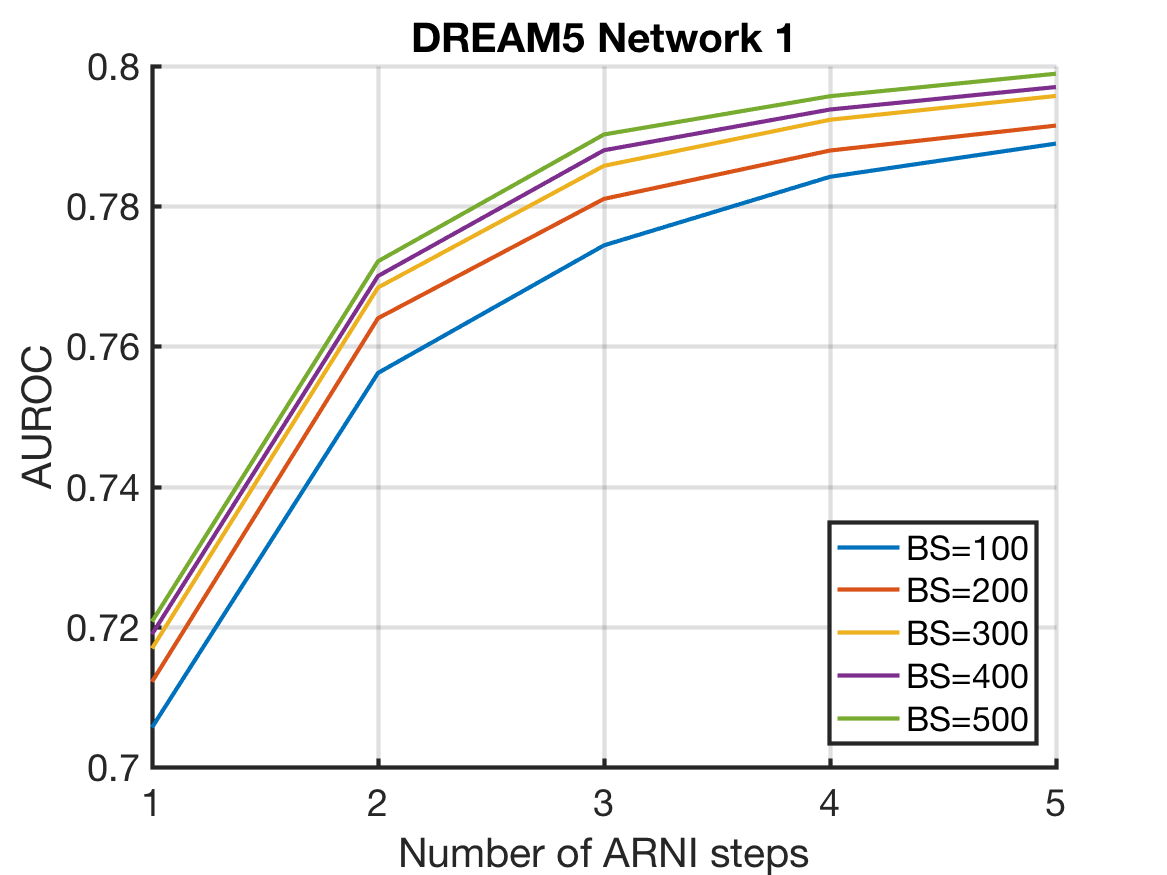 DREAM5 Network 1
0.8
0.78
0.76
0.74
0.72
0.7
AUROC
1 2 3 4 5
Number of ARNI steps
BS=100
BS=200
BS=300
BS=400
BS=500